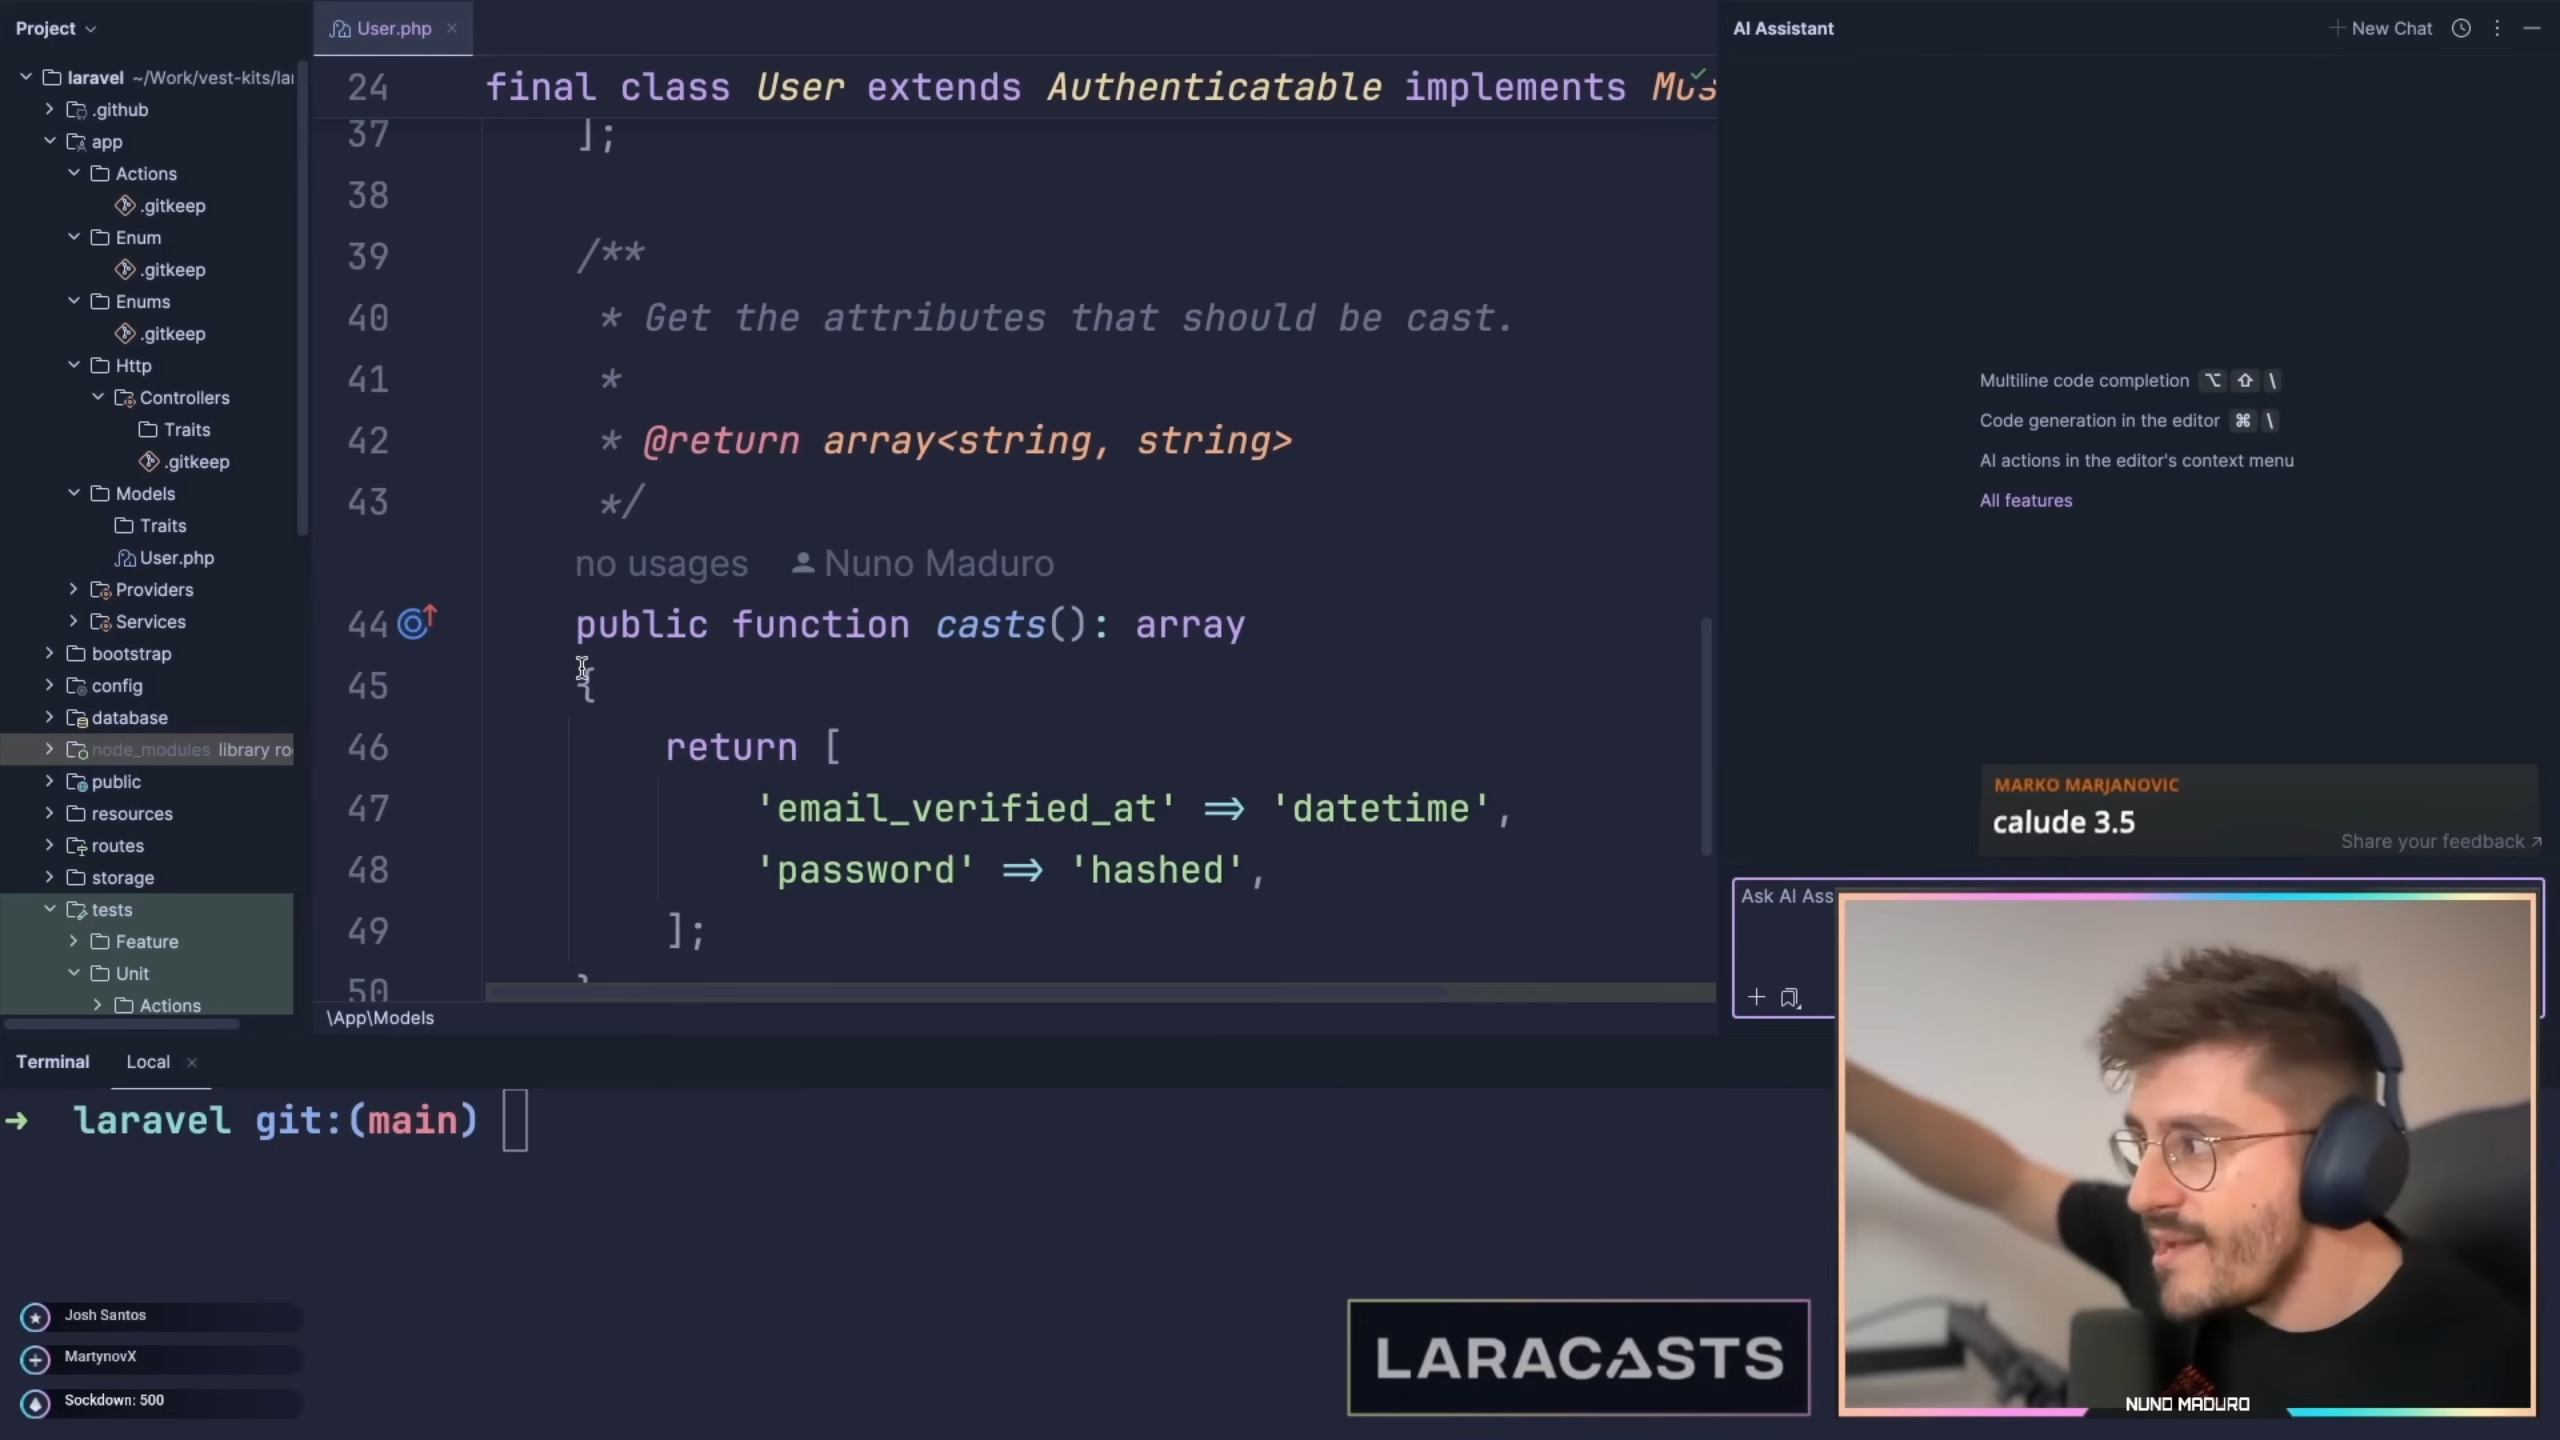 Project
laravel ~/Work/vest-kits/lar
.github
app
Actions
.gitkeep
Enum
.gitkeep
Enums
.gitkeep
Http
Controllers
Traits
.gitkeep
Models
Traits
User.php
Providers
Services
bootstrap
config
database
node_modules library ro
public
resources
routes
storage
tests
Feature
Unit
Actions
User.php
24 final class User extends Authenticatable implements Mus
37 ];
38
39 /**
40 * Get the attributes that should be cast.
41 *
42 * @return array<string, string>
43 */
no usages Nuno Maduro
44 public function casts(): array
45 {
46 return [
47 'email_verified_at' => 'datetime',
48 'password' => 'hashed',
49 ];
50 }
\App\Models
AI Assistant
New Chat
Multiline code completion ⌥ ⇧ \
Code generation in the editor ⌘ \
AI actions in the editor's context menu
All features
MARKO MARJANOVIC
calude 3.5
Share your feedback ↗
Ask AI Ass
Terminal Local
→ laravel git:(main)
Josh Santos
MartynovX
Sockdown: 500
LARACASTS
NUNO MADURO